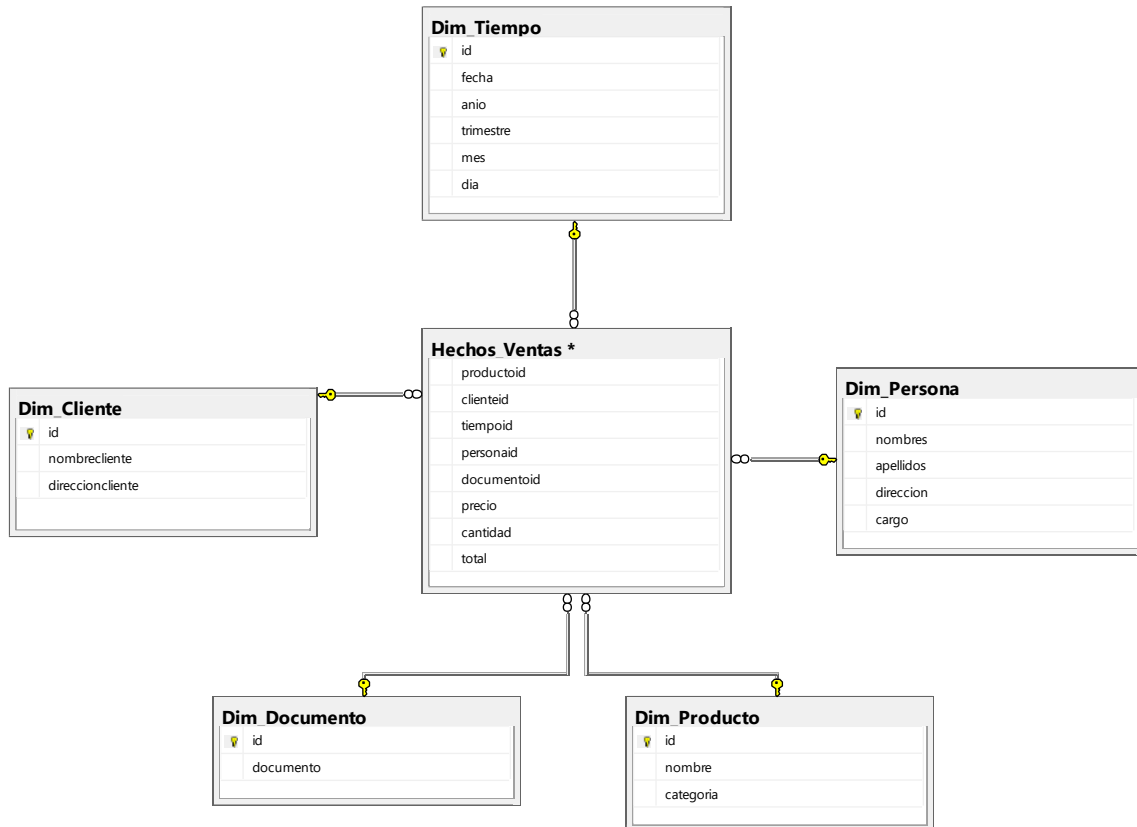 Dim_Tiempo
id
fecha
anio
trimestre
mes
dia
Hechos_Ventas *
productoid
clienteid
tiempoid
personaid
documentoid
precio
cantidad
total
Dim_Cliente
id
nombrecliente
direccioncliente
Dim_Persona
id
nombres
apellidos
direccion
cargo
Dim_Documento
id
documento
Dim_Producto
id
nombre
categoria